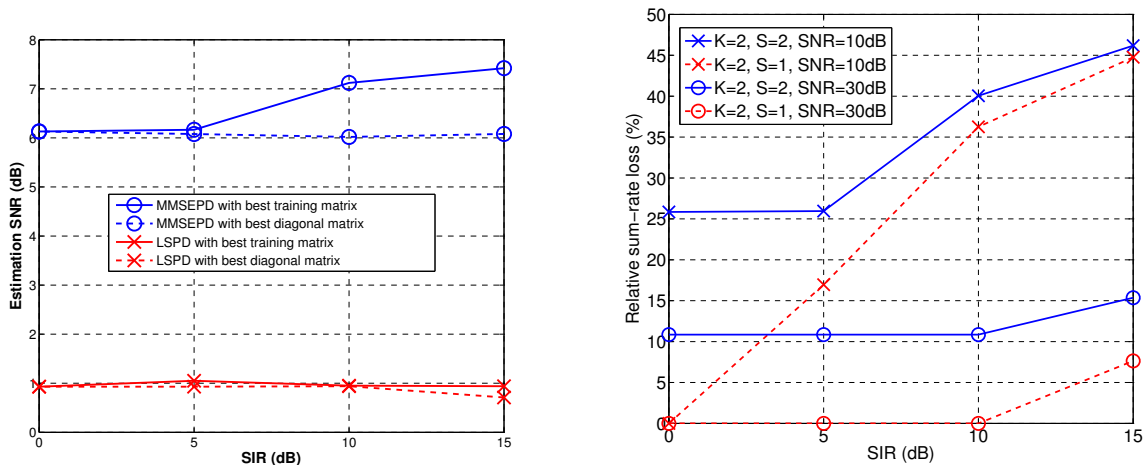 8
7
6
5
4
3
2
1
0
Estimation SNR (dB)
MMSEPD with best training matrix
MMSEPD with best diagonal matrix
LSPD with best training matrix
LSPD with best diagonal matrix
0 5 10 15
SIR (dB)
50
45
40
35
30
25
20
15
10
5
0
Relative sum-rate loss (%)
K=2, S=2, SNR=10dB
K=2, S=1, SNR=10dB
K=2, S=2, SNR=30dB
K=2, S=1, SNR=30dB
0 5 10 15
SIR (dB)